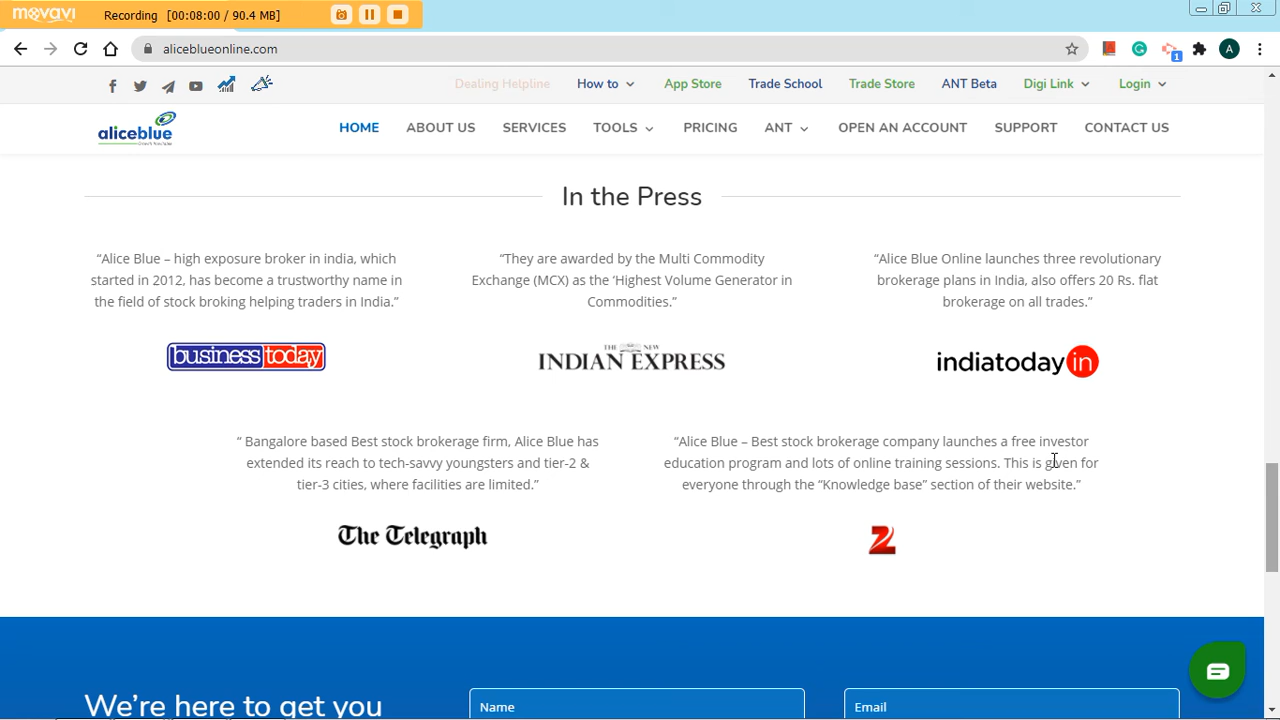 movavi
Recording [00:08:00 / 90.4 MB]
aliceblueonline.com
A
1
Dealing Helpline How to App Store Trade School Trade Store ANT Beta Digi Link Login
aliceblue
HOME ABOUT US SERVICES TOOLS PRICING ANT OPEN AN ACCOUNT SUPPORT CONTACT US
In the Press
“Alice Blue – high exposure broker in india, which
started in 2012, has become a trustworthy name in
the field of stock broking helping traders in India.”
business today
“They are awarded by the Multi Commodity
Exchange (MCX) as the ‘Highest Volume Generator in
Commodities.”
THE NEW
INDIAN EXPRESS
“Alice Blue Online launches three revolutionary
brokerage plans in India, also offers 20 Rs. flat
brokerage on all trades.”
indiatoday in
“ Bangalore based Best stock brokerage firm, Alice Blue has
extended its reach to tech-savvy youngsters and tier-2 &
tier-3 cities, where facilities are limited.”
The Telegraph
“Alice Blue – Best stock brokerage company launches a free investor
education program and lots of online training sessions. This is given for
everyone through the “Knowledge base” section of their website.”
Z
We’re here to get you
Name
Email